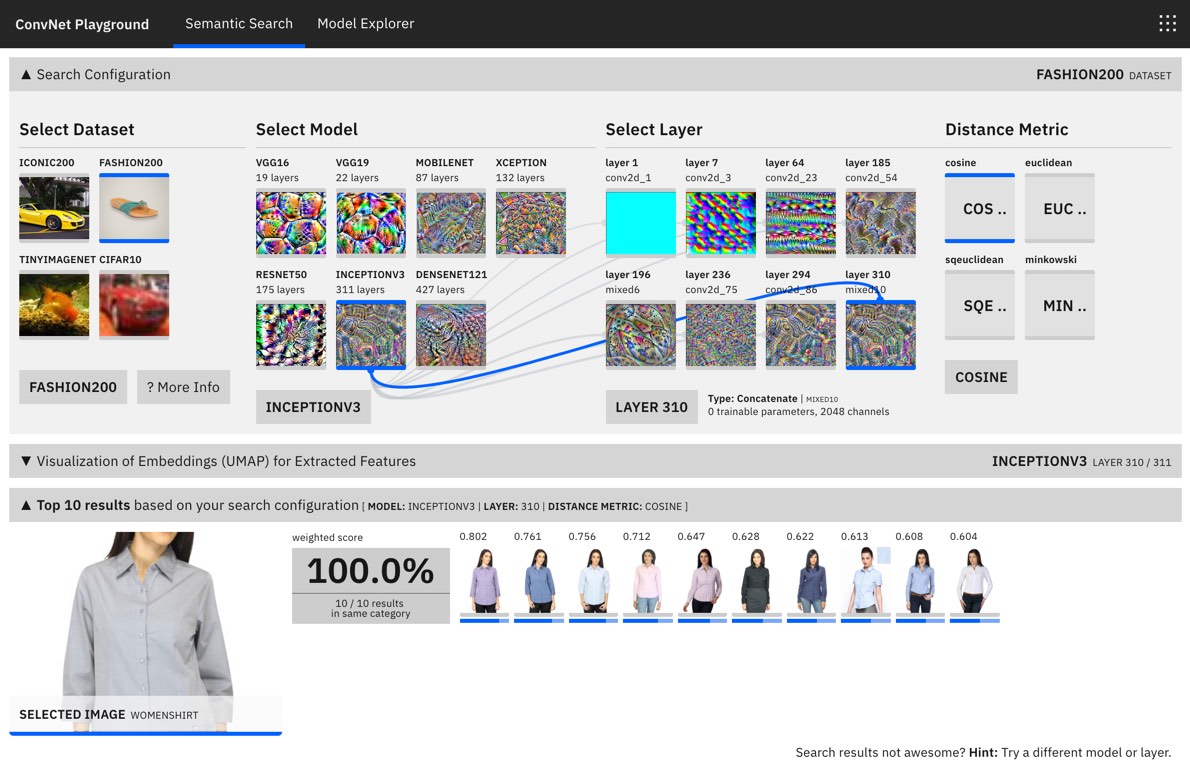 ConvNet Playground Semantic Search Model Explorer
▲ Search Configuration FASHION200 DATASET
Select Dataset Select Model Select Layer Distance Metric
ICONIC200 FASHION200
VGG16 VGG19 MOBILENET XCEPTION
19 layers 22 layers 87 layers 132 layers
layer 1 layer 7 layer 64 layer 185
conv2d_1 conv2d_3 conv2d_23 conv2d_54
cosine euclidean
COS .. EUC ..
TINYIMAGENET CIFAR10
RESNET50 INCEPTIONV3 DENSENET121
175 layers 311 layers 427 layers
layer 196 layer 236 layer 294 layer 310
mixed6 conv2d_75 conv2d_86 mixed10
sqeuclidean minkowski
SQE .. MIN ..
FASHION200 ? More Info
INCEPTIONV3
LAYER 310 Type: Concatenate | MIXED10
0 trainable parameters, 2048 channels
COSINE
▼ Visualization of Embeddings (UMAP) for Extracted Features INCEPTIONV3 LAYER 310 / 311
▲ Top 10 results based on your search configuration [ MODEL: INCEPTIONV3 | LAYER: 310 | DISTANCE METRIC: COSINE ]
weighted score
100.0%
10 / 10 results
in same category
0.802 0.761 0.756 0.712 0.647 0.628 0.622 0.613 0.608 0.604
SELECTED IMAGE WOMENSHIRT
Search results not awesome? Hint: Try a different model or layer.